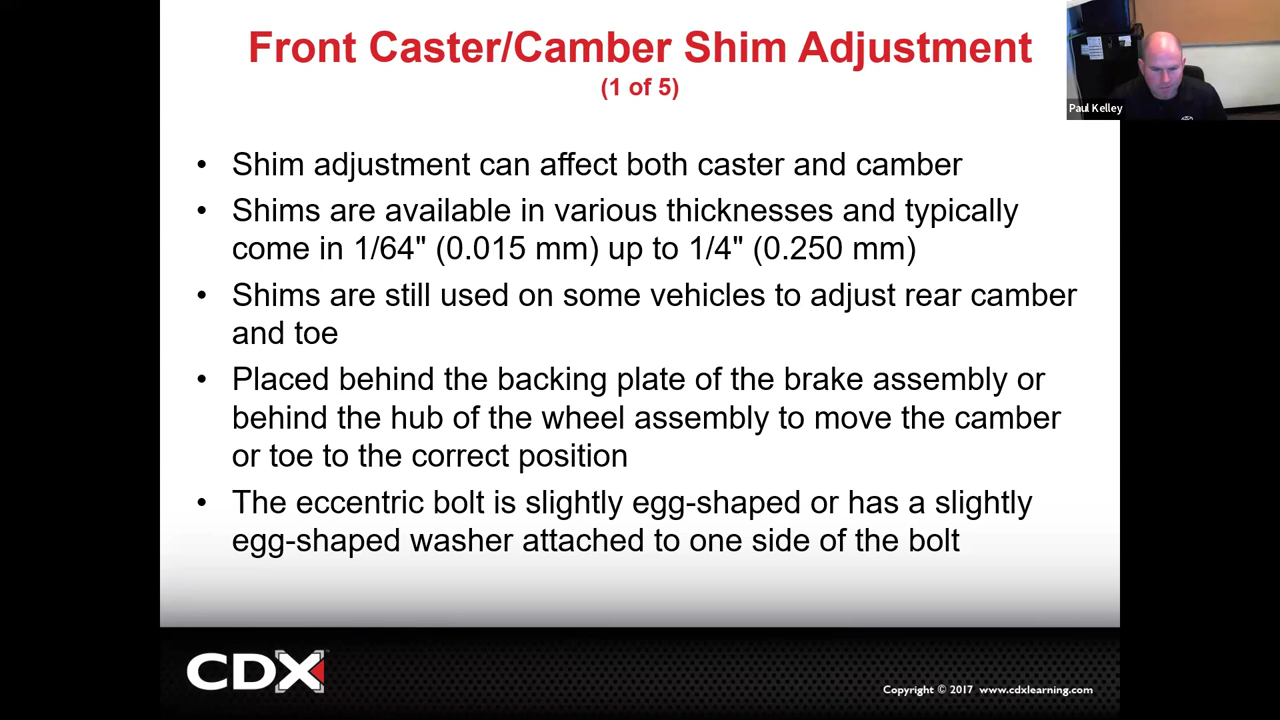 Front Caster/Camber Shim Adjustment
(1 of 5)
Paul Kelley
• Shim adjustment can affect both caster and camber
• Shims are available in various thicknesses and typically
come in 1/64" (0.015 mm) up to 1/4" (0.250 mm)
• Shims are still used on some vehicles to adjust rear camber
and toe
• Placed behind the backing plate of the brake assembly or
behind the hub of the wheel assembly to move the camber
or toe to the correct position
• The eccentric bolt is slightly egg-shaped or has a slightly
egg-shaped washer attached to one side of the bolt
CDX
Copyright © 2017 www.cdxlearning.com